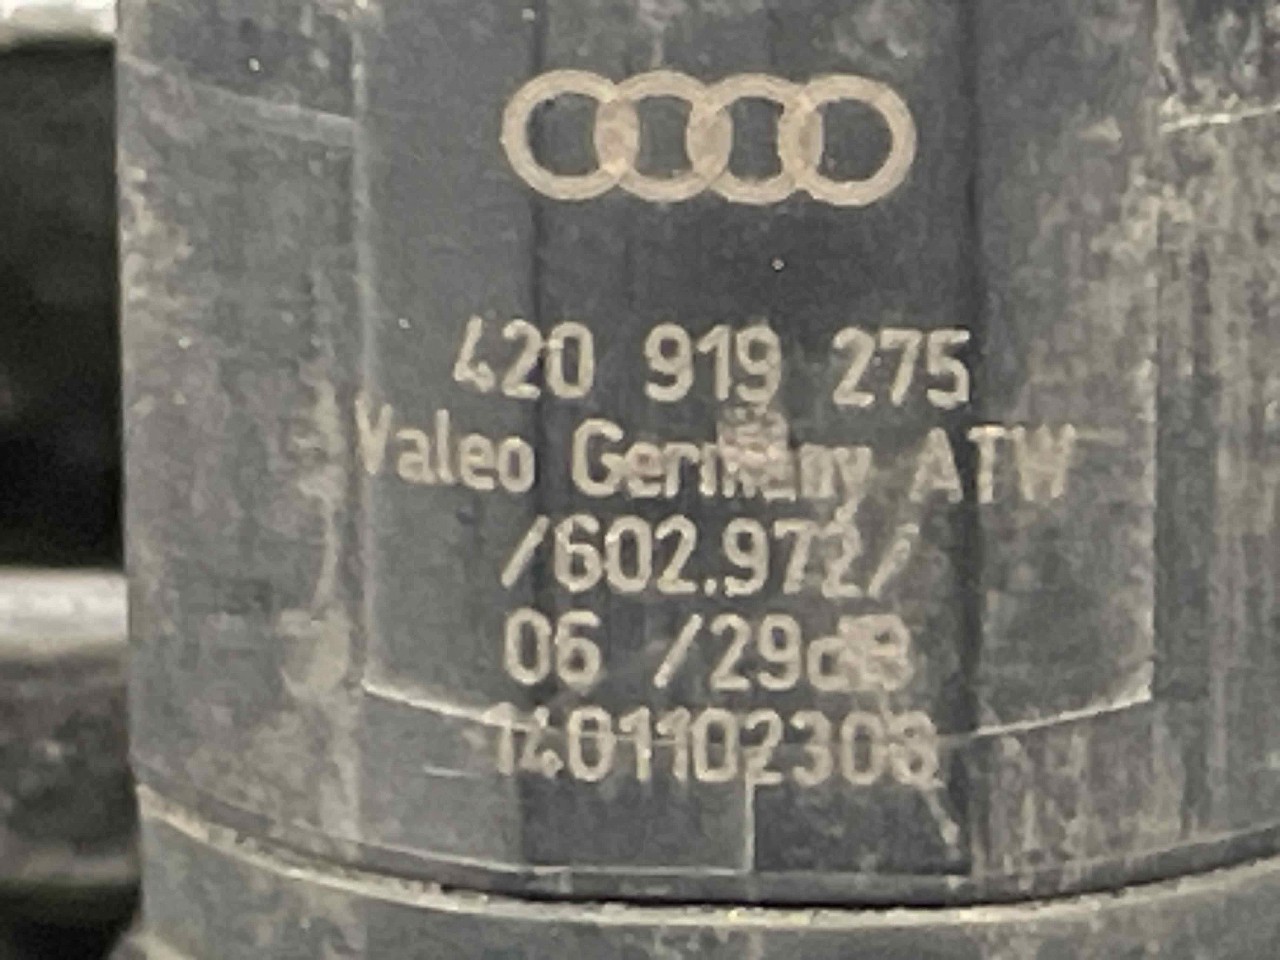 420 919 275
Valeo Germany ATW
/602.972/
06 /29dB
1401102308